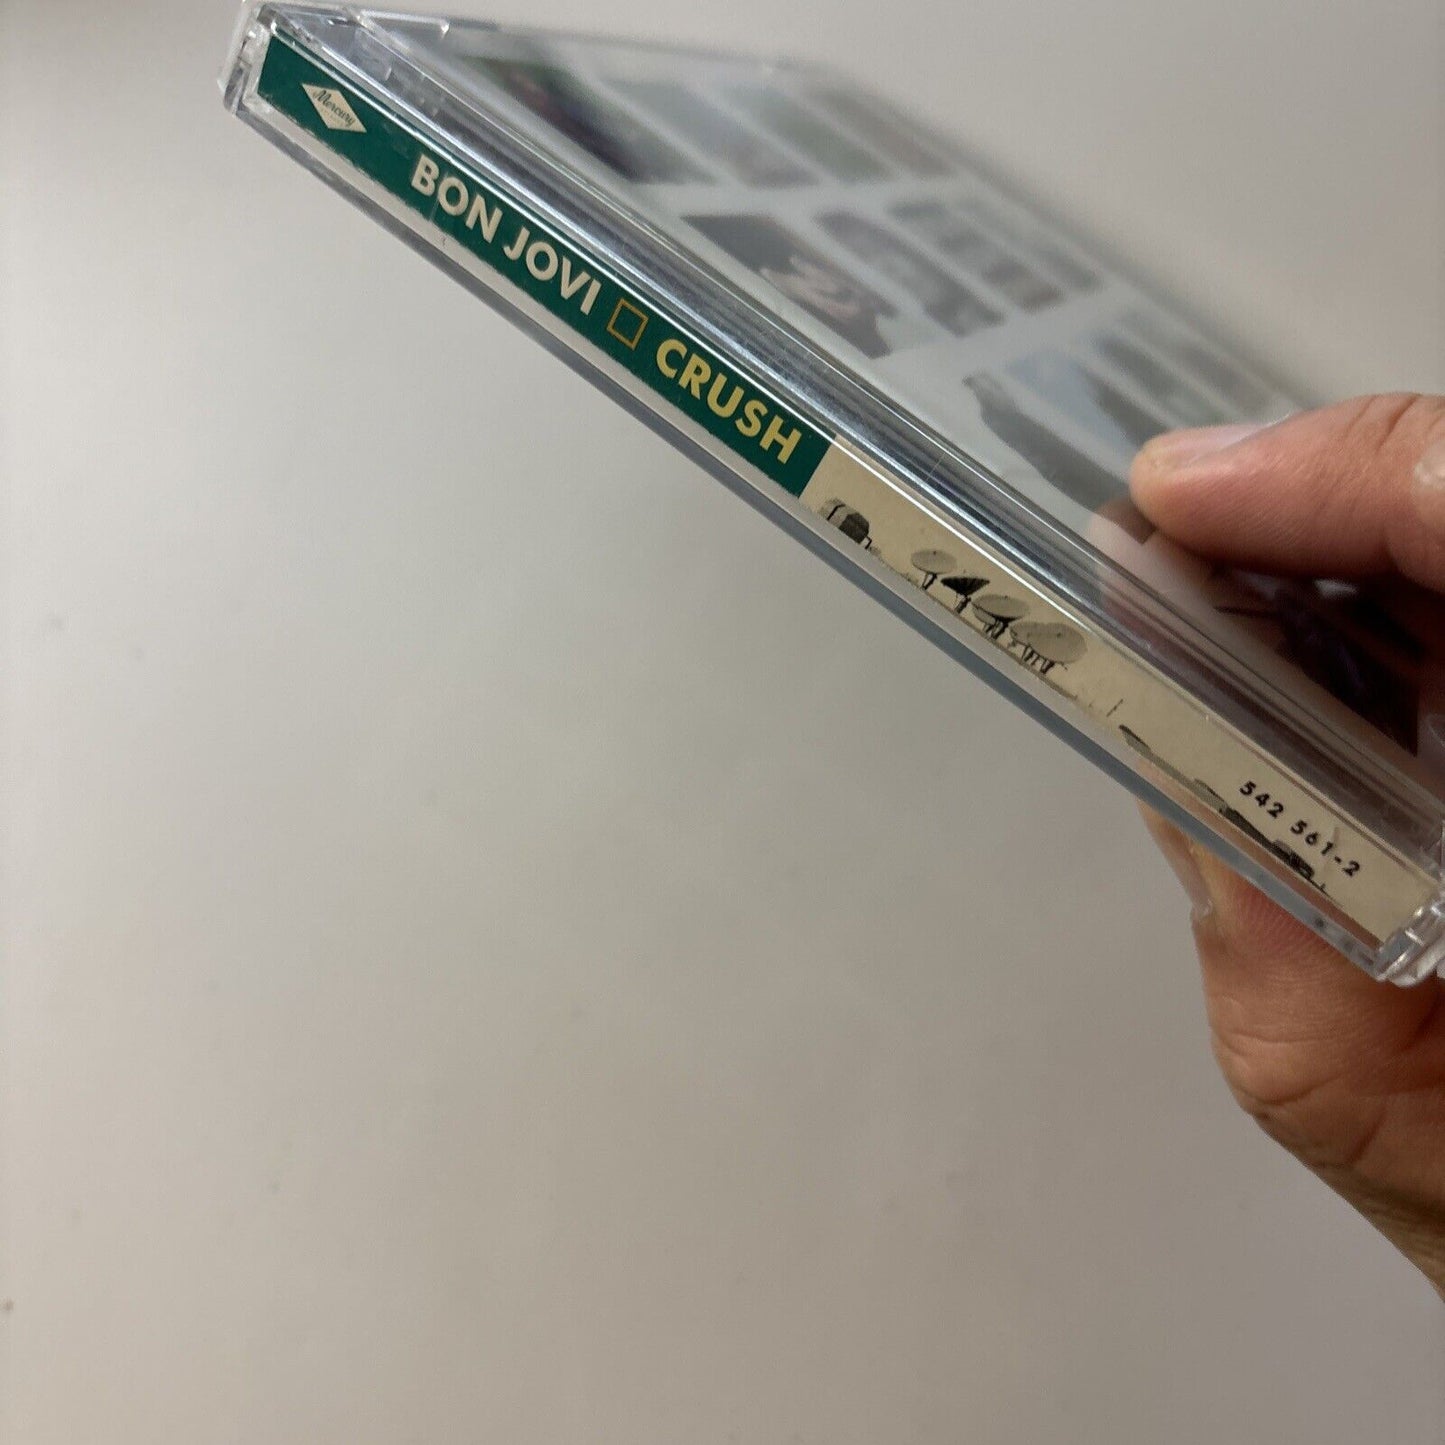 Mercury
BON JOVI CRUSH
542 561-2